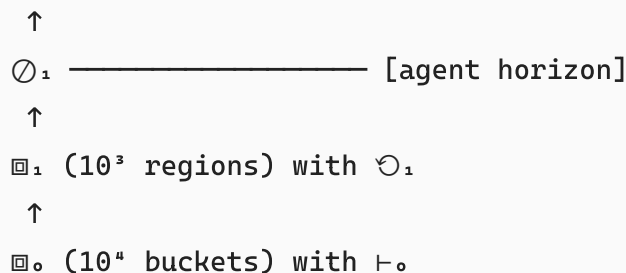 ↑
∅₁ ────────────────── [agent horizon]
↑
▣₁ (10³ regions) with ⟲₁
↑
▣₀ (10⁴ buckets) with ⊢₀